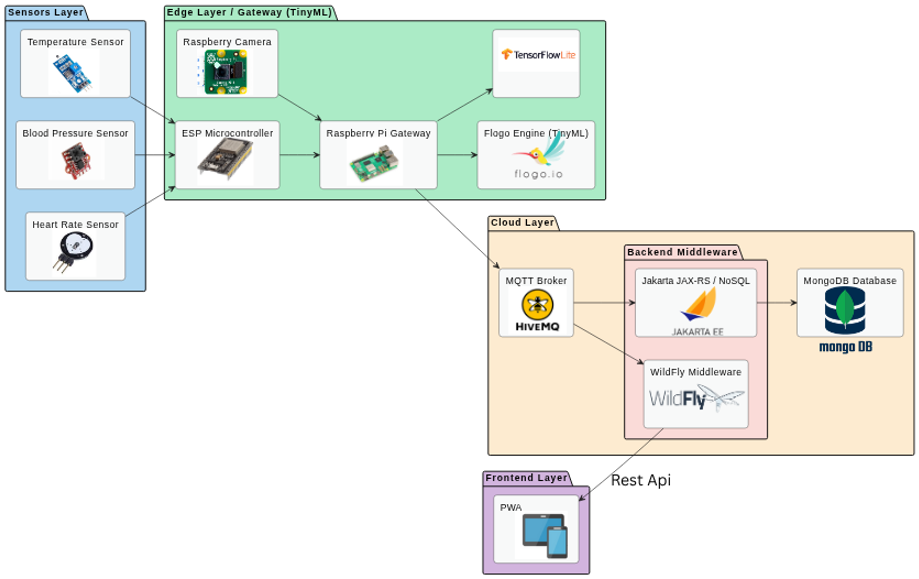 Sensors Layer
Temperature Sensor
Blood Pressure Sensor
Heart Rate Sensor
Edge Layer / Gateway (TinyML)
Raspberry Camera
ESP Microcontroller
Raspberry Pi Gateway
TensorFlowLite
Flogo Engine (TinyML)
flogo.io
Cloud Layer
MQTT Broker
HIVEMQ
Backend Middleware
Jakarta JAX-RS / NoSQL
JAKARTA EE
WildFly Middleware
WildFly
MongoDB Database
mongo DB
Rest Api
Frontend Layer
PWA